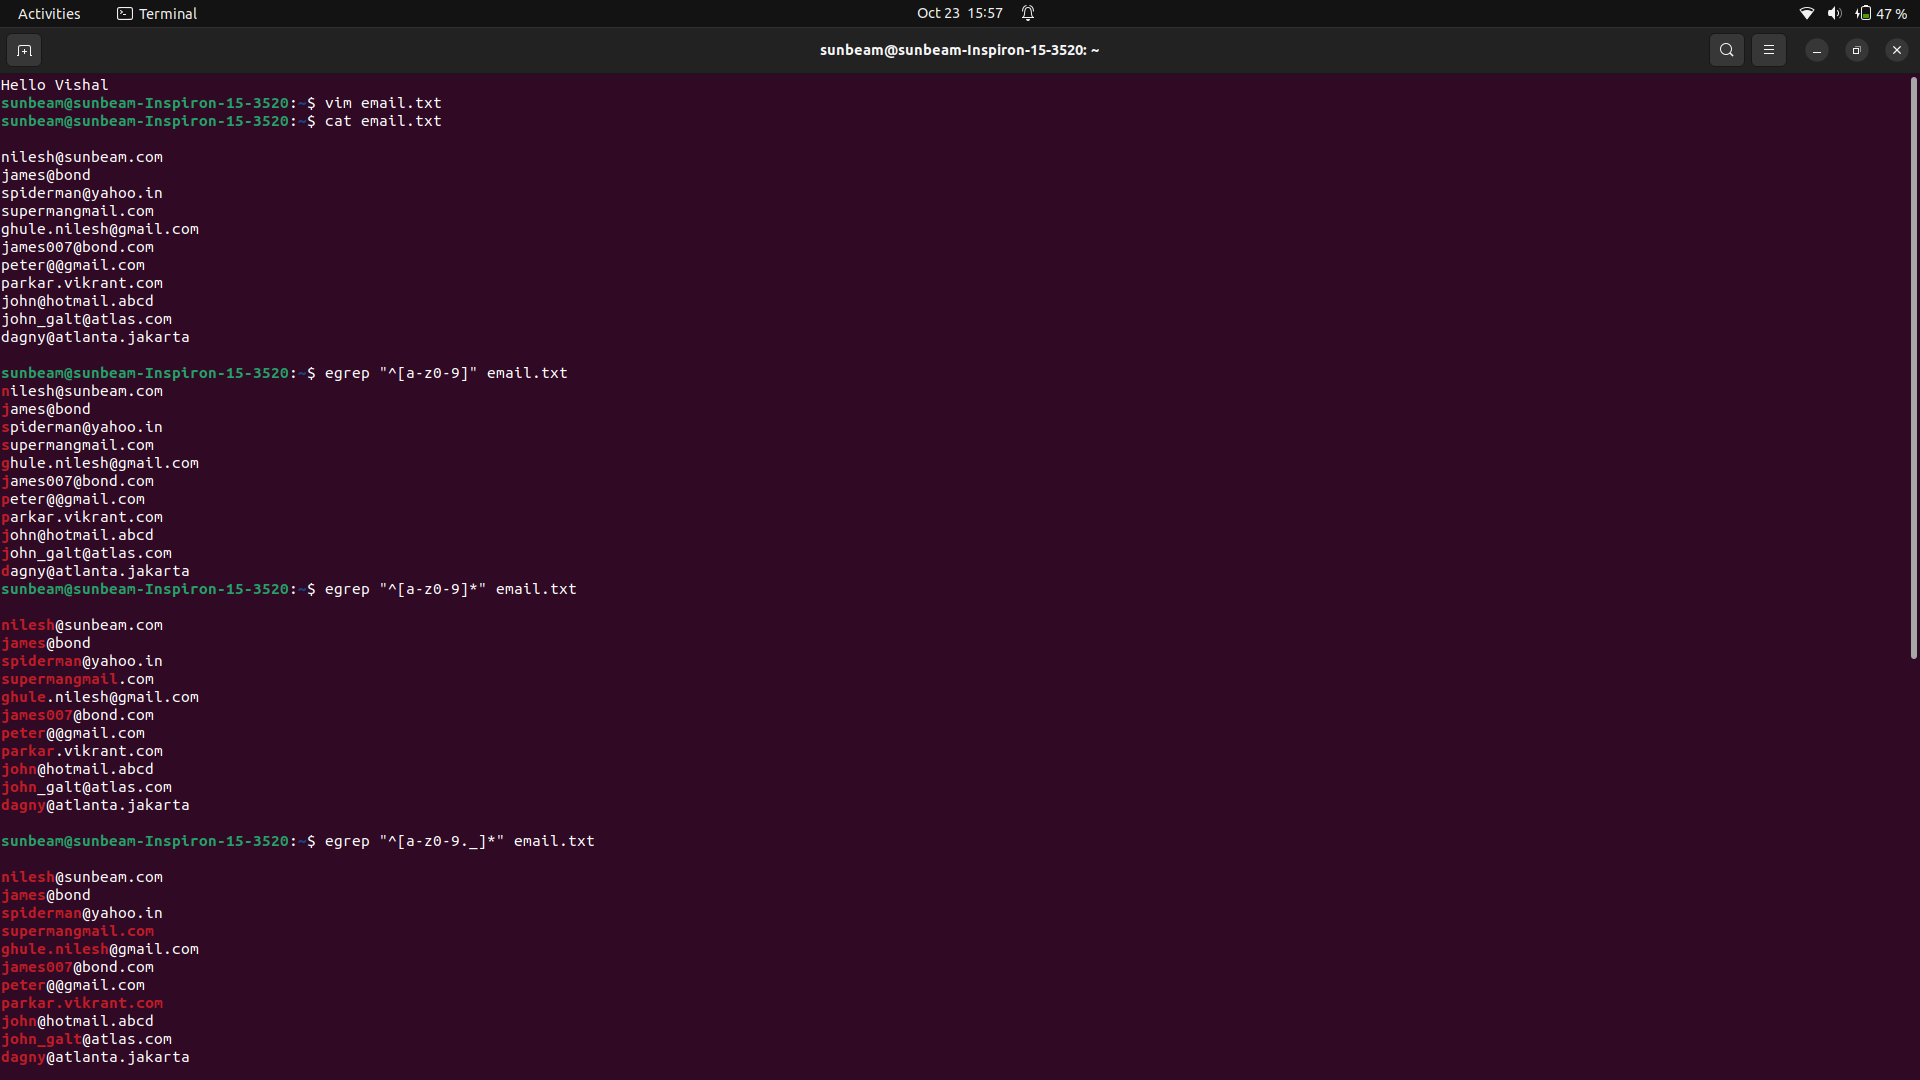 Activities Terminal Oct 23 15:57 47 %
sunbeam@sunbeam-Inspiron-15-3520: ~
Hello Vishal
sunbeam@sunbeam-Inspiron-15-3520:~$ vim email.txt
sunbeam@sunbeam-Inspiron-15-3520:~$ cat email.txt
nilesh@sunbeam.com
james@bond
spiderman@yahoo.in
supermangmail.com
ghule.nilesh@gmail.com
james007@bond.com
peter@@gmail.com
parkar.vikrant.com
john@hotmail.abcd
john_galt@atlas.com
dagny@atlanta.jakarta
sunbeam@sunbeam-Inspiron-15-3520:~$ egrep "^[a-z0-9]" email.txt
nilesh@sunbeam.com
james@bond
spiderman@yahoo.in
supermangmail.com
ghule.nilesh@gmail.com
james007@bond.com
peter@@gmail.com
parkar.vikrant.com
john@hotmail.abcd
john_galt@atlas.com
dagny@atlanta.jakarta
sunbeam@sunbeam-Inspiron-15-3520:~$ egrep "^[a-z0-9]*" email.txt
nilesh@sunbeam.com
james@bond
spiderman@yahoo.in
supermangmail.com
ghule.nilesh@gmail.com
james007@bond.com
peter@@gmail.com
parkar.vikrant.com
john@hotmail.abcd
john_galt@atlas.com
dagny@atlanta.jakarta
sunbeam@sunbeam-Inspiron-15-3520:~$ egrep "^[a-z0-9._]*" email.txt
nilesh@sunbeam.com
james@bond
spiderman@yahoo.in
supermangmail.com
ghule.nilesh@gmail.com
james007@bond.com
peter@@gmail.com
parkar.vikrant.com
john@hotmail.abcd
john_galt@atlas.com
dagny@atlanta.jakarta